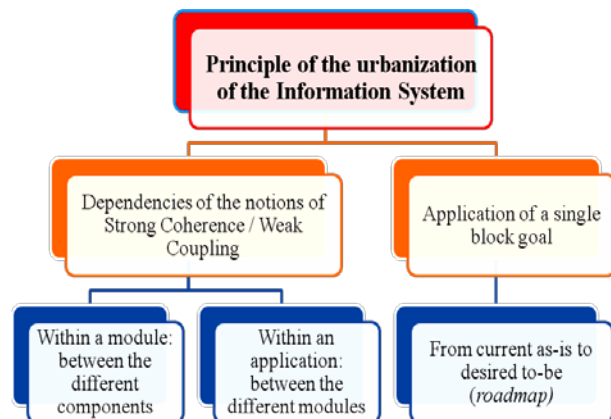 Principle of the urbanization
of the Information System
Dependencies of the notions of
Strong Coherence / Weak
Coupling
Application of a single
block goal
Within a module:
between the
different
components
Within an
application:
between the
different modules
From current as-is to
desired to-be
(roadmap)